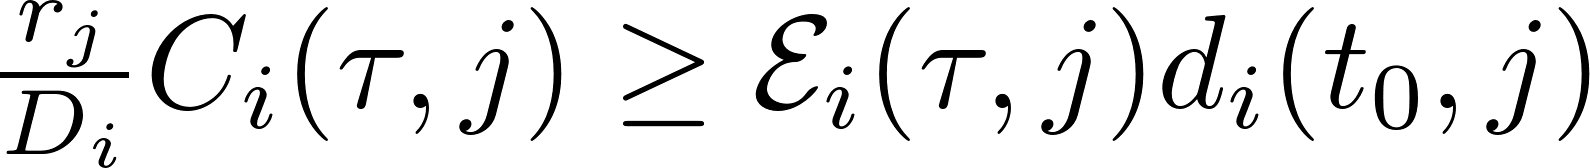 \frac{r_j}{D_i} C_i(\tau, j) \geq \mathcal{E}_i(\tau, j) d_i(t_0, j)